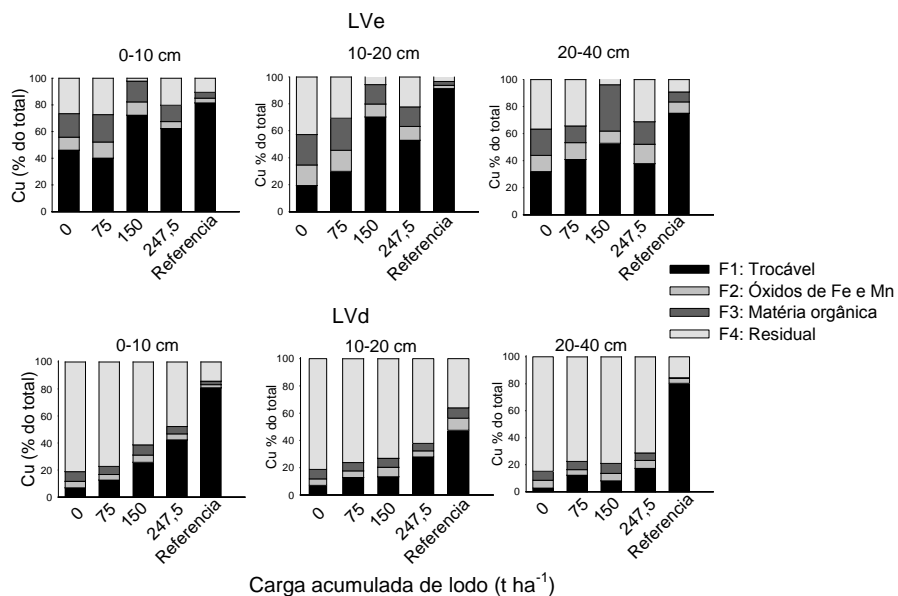 LVe
0-10 cm
10-20 cm
20-40 cm
Cu (% do total)
100
80
60
40
20
0
0
75
150
247,5
Referencia
Cu % do total)
100
80
60
40
20
0
0
75
150
247,5
Referencia
Cu % do total)
100
80
60
40
20
0
0
75
150
247,5
Referencia
F1: Trocável
F2: Óxidos de Fe e Mn
F3: Matéria orgânica
F4: Residual
LVd
0-10 cm
10-20 cm
20-40 cm
Cu (% do total)
100
80
60
40
20
0
0
75
150
247,5
Referencia
Cu % do total)
100
80
60
40
20
0
0
75
150
247,5
Referencia
Cu % do total)
100
80
60
40
20
0
0
75
150
247,5
Referencia
Carga acumulada de lodo (t ha⁻¹)